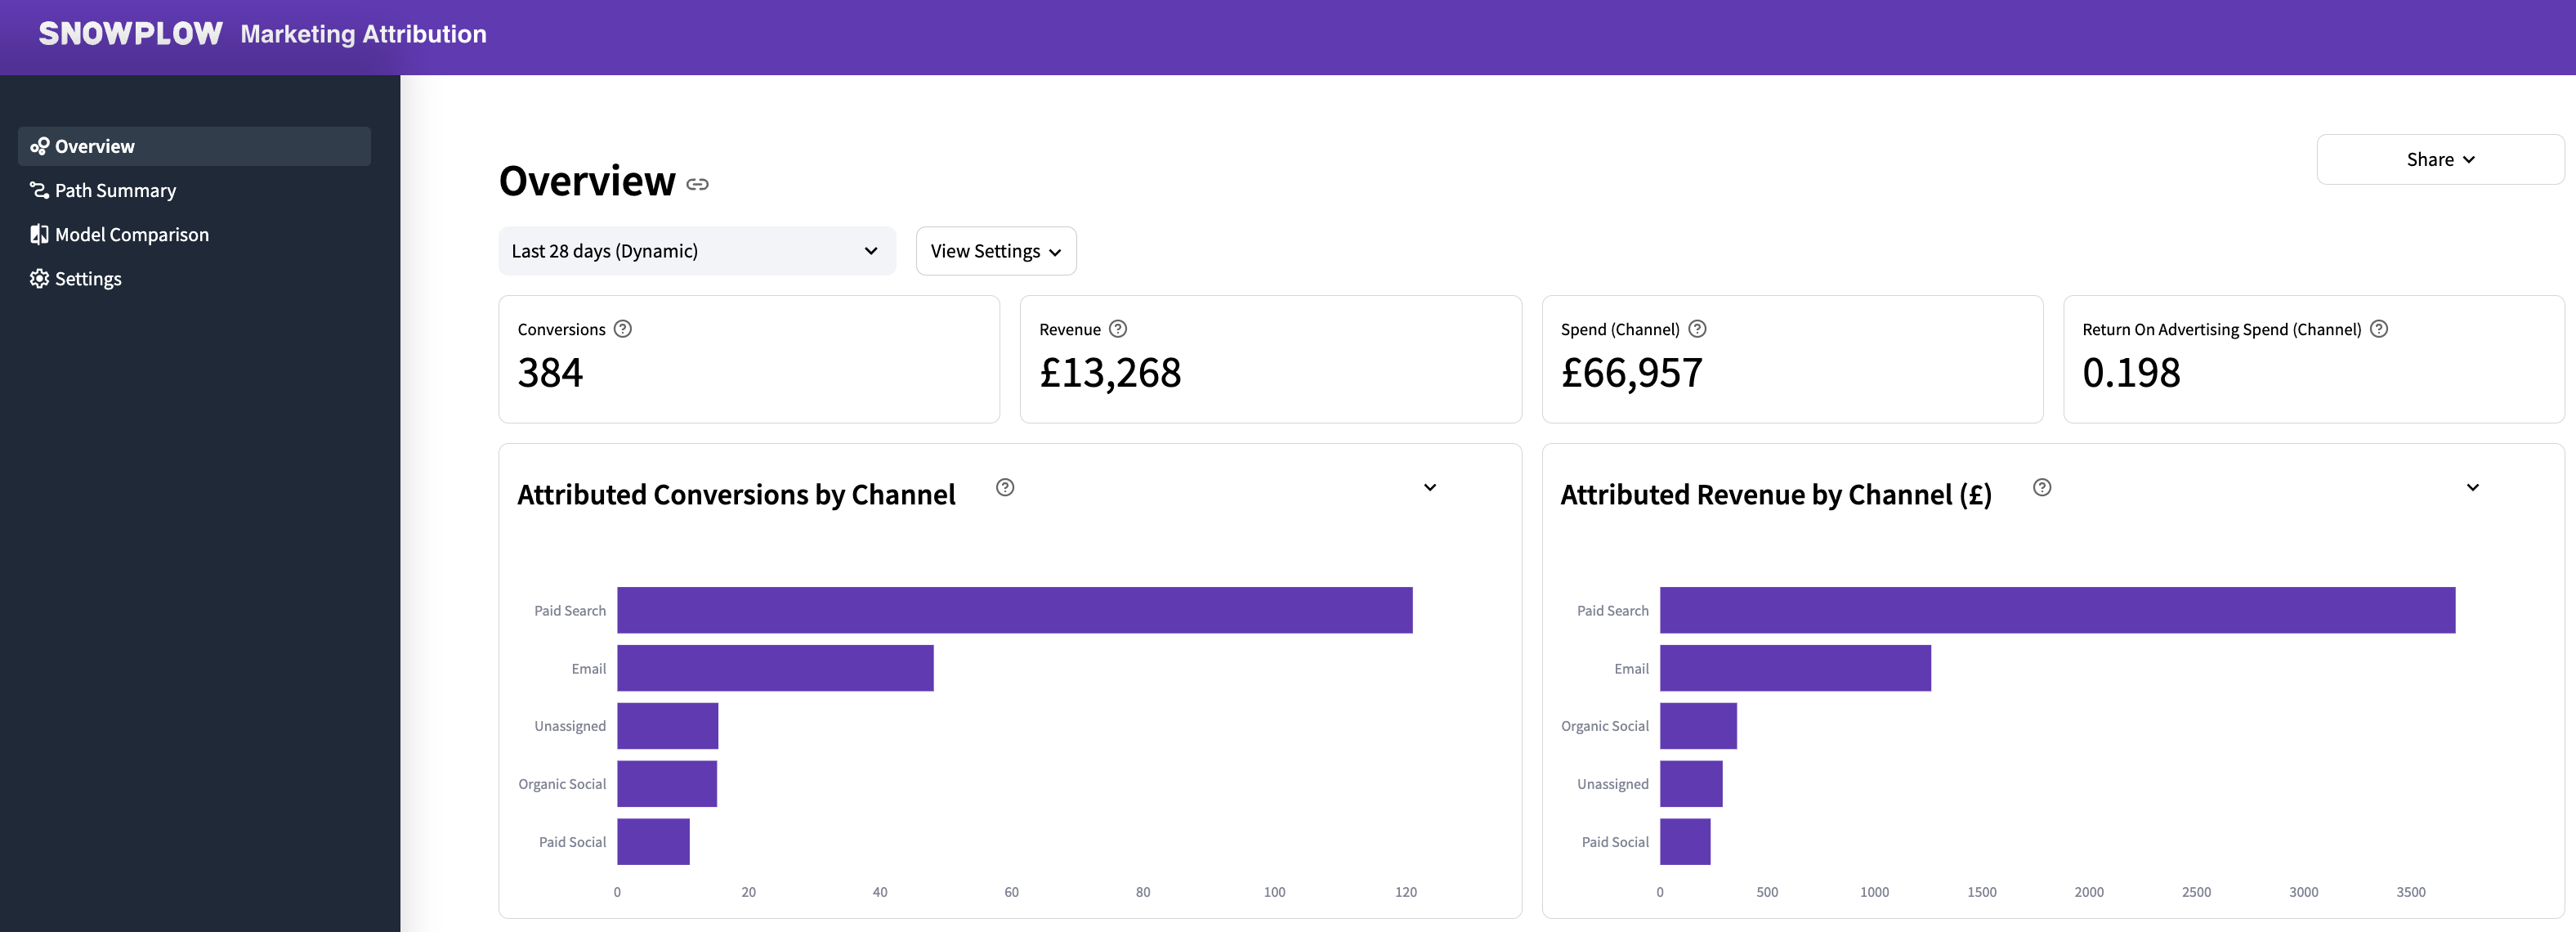 SNOWPLOW Marketing Attribution
Overview
Path Summary
Model Comparison
Settings
Overview
Share
Last 28 days (Dynamic)
View Settings
Conversions ?
384
Revenue ?
£13,268
Spend (Channel) ?
£66,957
Return On Advertising Spend (Channel) ?
0.198
Attributed Conversions by Channel ?
Paid Search
Email
Unassigned
Organic Social
Paid Social
0 20 40 60 80 100 120
Attributed Revenue by Channel (£) ?
Paid Search
Email
Organic Social
Unassigned
Paid Social
0 500 1000 1500 2000 2500 3000 3500